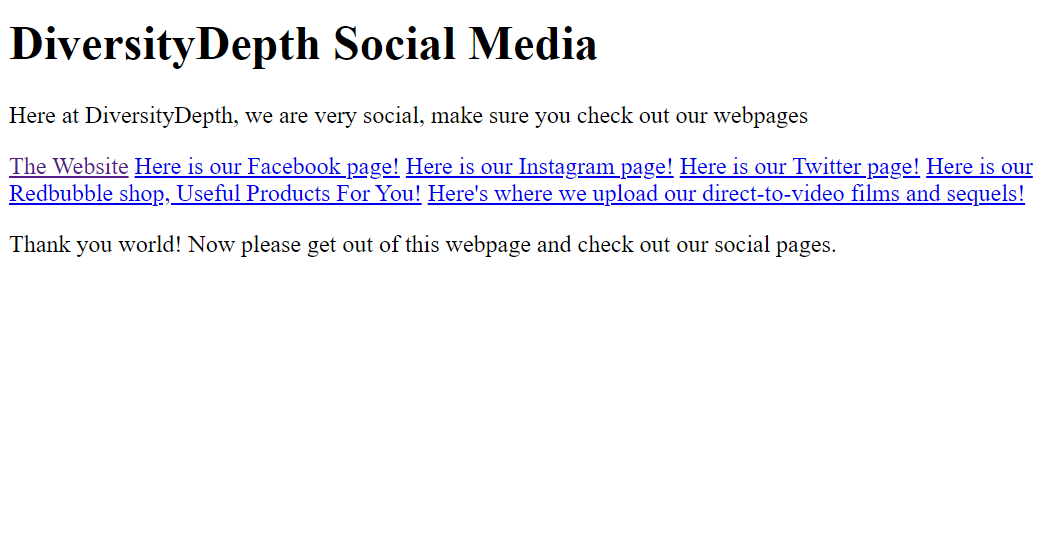 DiversityDepth Social Media
Here at DiversityDepth, we are very social, make sure you check out our webpages
The Website Here is our Facebook page! Here is our Instagram page! Here is our Twitter page! Here is our
Redbubble shop, Useful Products For You! Here's where we upload our direct-to-video films and sequels!
Thank you world! Now please get out of this webpage and check out our social pages.